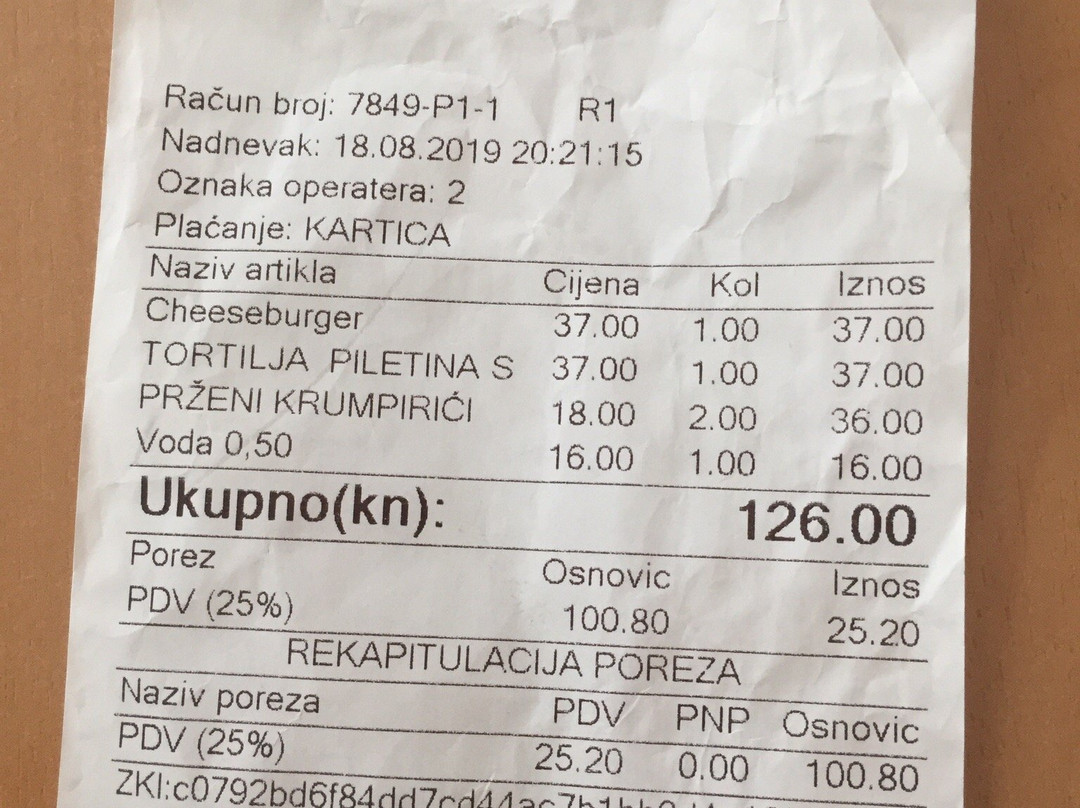 Račun broj: 7849-P1-1 R1
Nadnevak: 18.08.2019 20:21:15
Oznaka operatera: 2
Plaćanje: KARTICA
Naziv artikla Cijena Kol Iznos
Cheeseburger 37.00 1.00 37.00
TORTILJA PILETINA S 37.00 1.00 37.00
PRŽENI KRUMPIRIĆI 18.00 2.00 36.00
Voda 0,50 16.00 1.00 16.00
Ukupno(kn): 126.00
Porez Osnovic Iznos
PDV (25%) 100.80 25.20
REKAPITULACIJA POREZA
Naziv poreza PDV PNP Osnovic
PDV (25%) 25.20 0.00 100.80